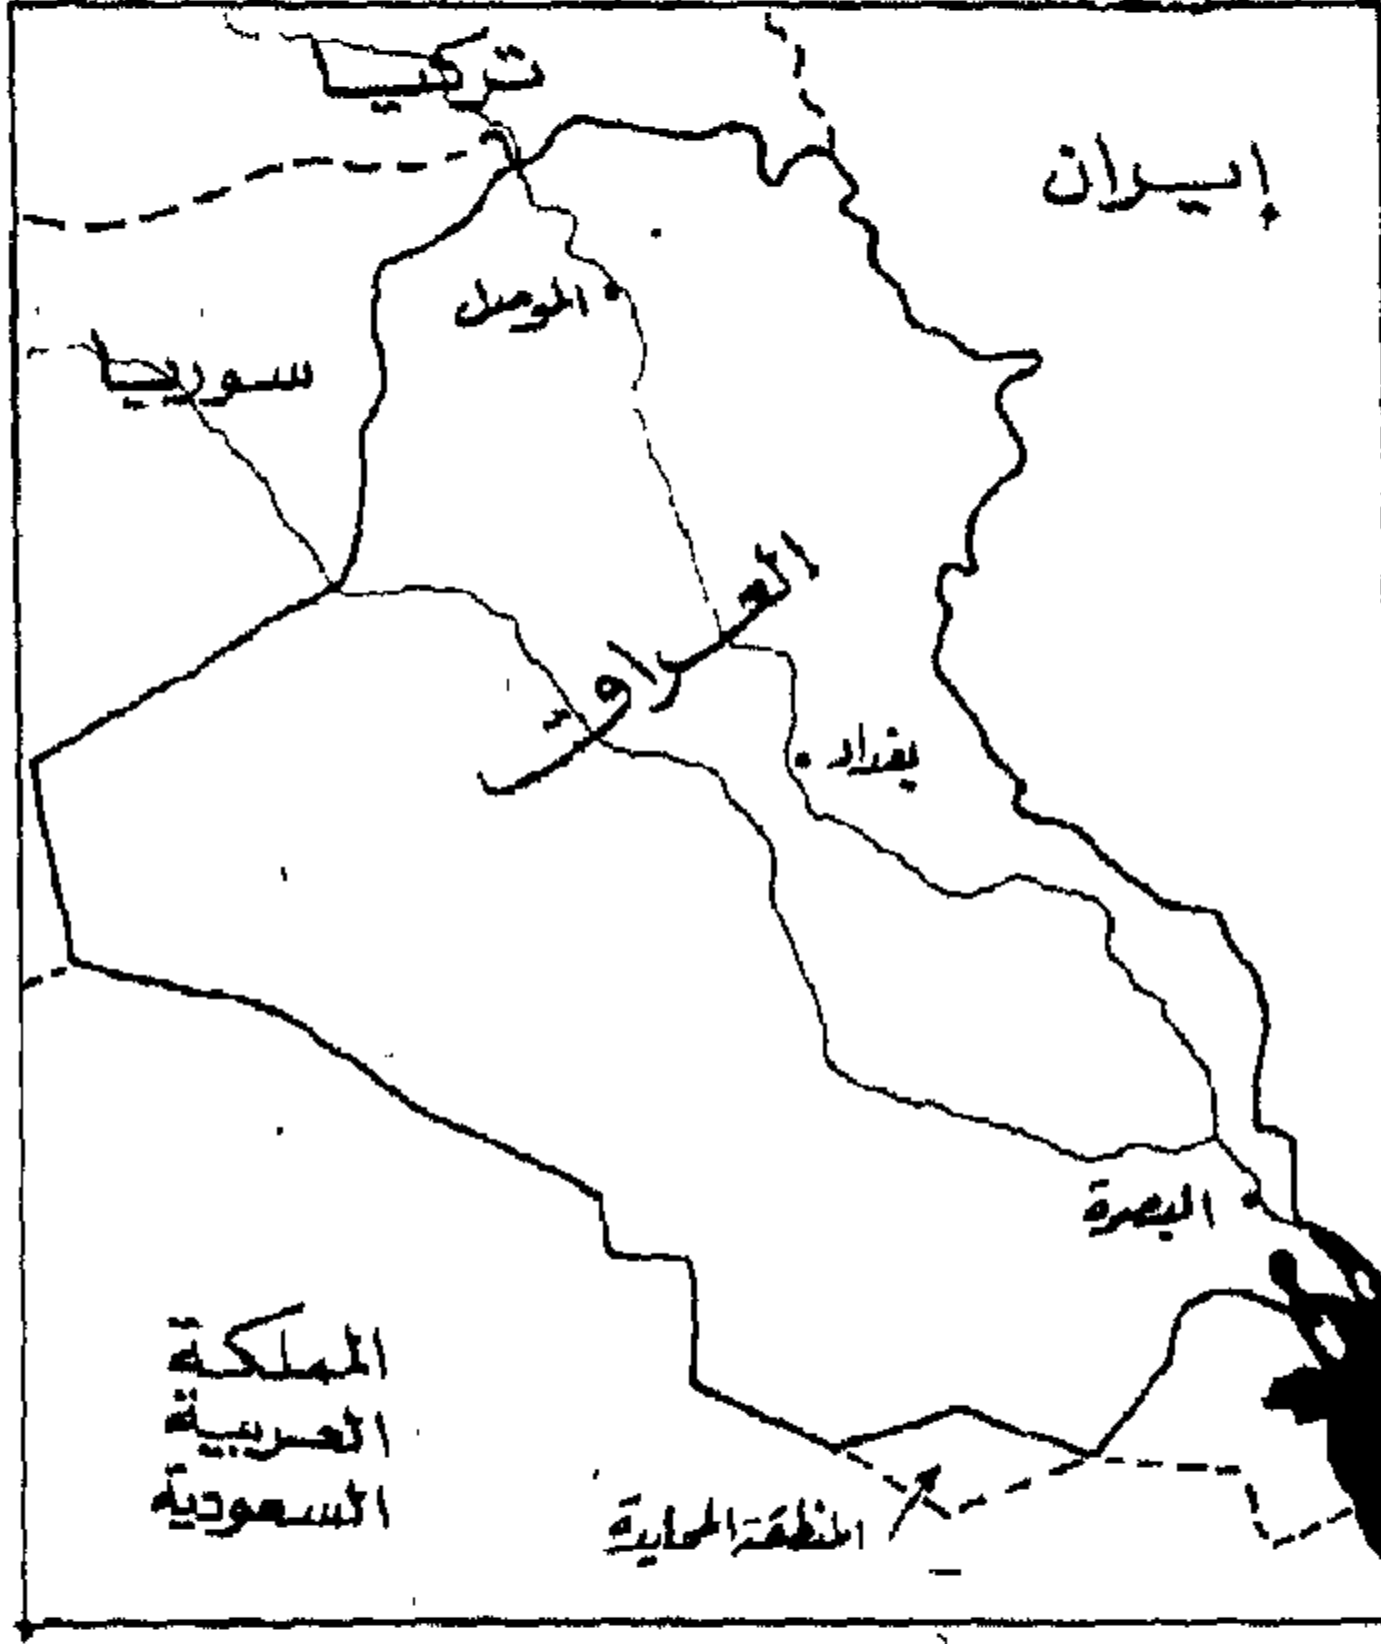 تركيا
إيران
الموصل
سوريا
العراق
بغداد
البصرة
المملكة
العربية
السعودية
المنطقة المحايدة